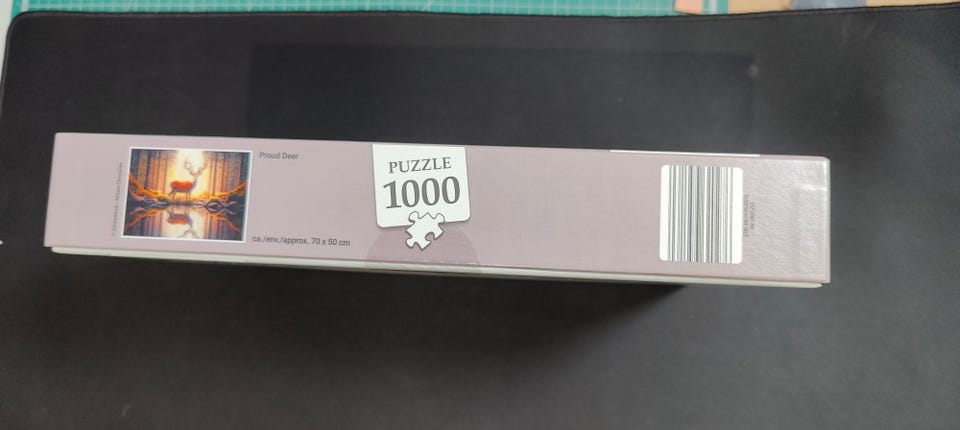 Proud Deer
ca./env./approx. 70 x 50 cm
PUZZLE
1000